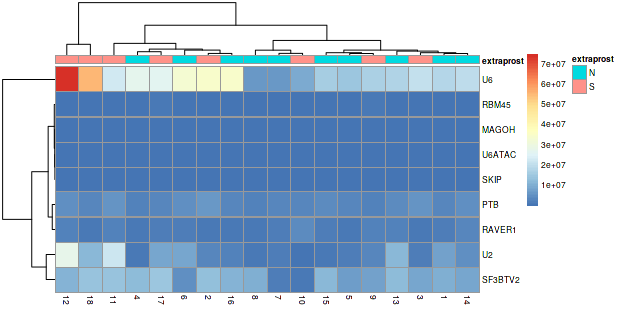 extraprost
extraprost
N
S
7e+07
6e+07
5e+07
4e+07
3e+07
2e+07
1e+07
U6
RBM45
MAGOH
U6ATAC
SKIP
PTB
RAVER1
U2
SF3BTV2
12 18 11 4 17 6 2 16 8 7 10 15 5 9 13 3 1 14